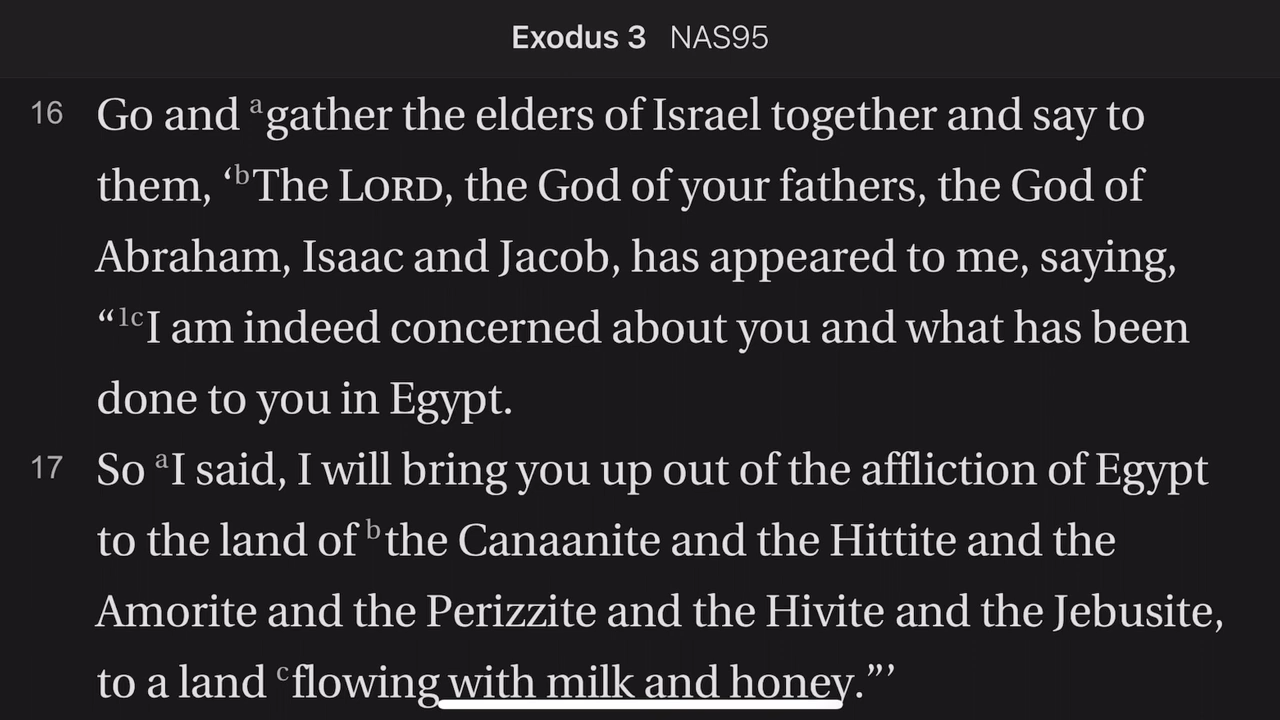 Exodus 3 NAS95
16 Go and ᵃgather the elders of Israel together and say to
them, ‘ᵇThe LORD, the God of your fathers, the God of
Abraham, Isaac and Jacob, has appeared to me, saying,
“¹ᶜI am indeed concerned about you and what has been
done to you in Egypt.
17 So ᵃI said, I will bring you up out of the affliction of Egypt
to the land of ᵇthe Canaanite and the Hittite and the
Amorite and the Perizzite and the Hivite and the Jebusite,
to a land ᶜflowing with milk and honey.”’